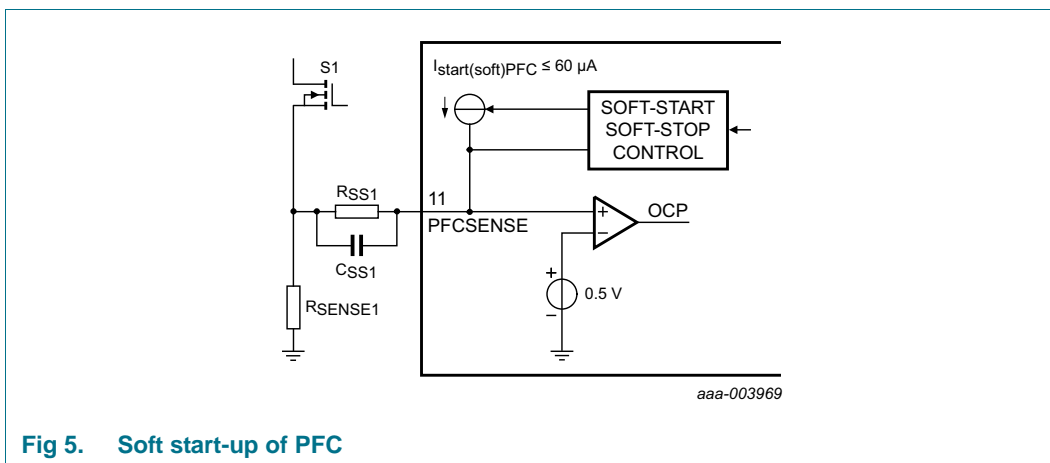 I_start(soft)PFC ≤ 60 μA
S1
SOFT-START
SOFT-STOP
CONTROL
RSS1
11
PFCSENSE
CSS1
OCP
+
−
+
0.5 V
−
RSENSE1
aaa-003969
Fig 5. Soft start-up of PFC